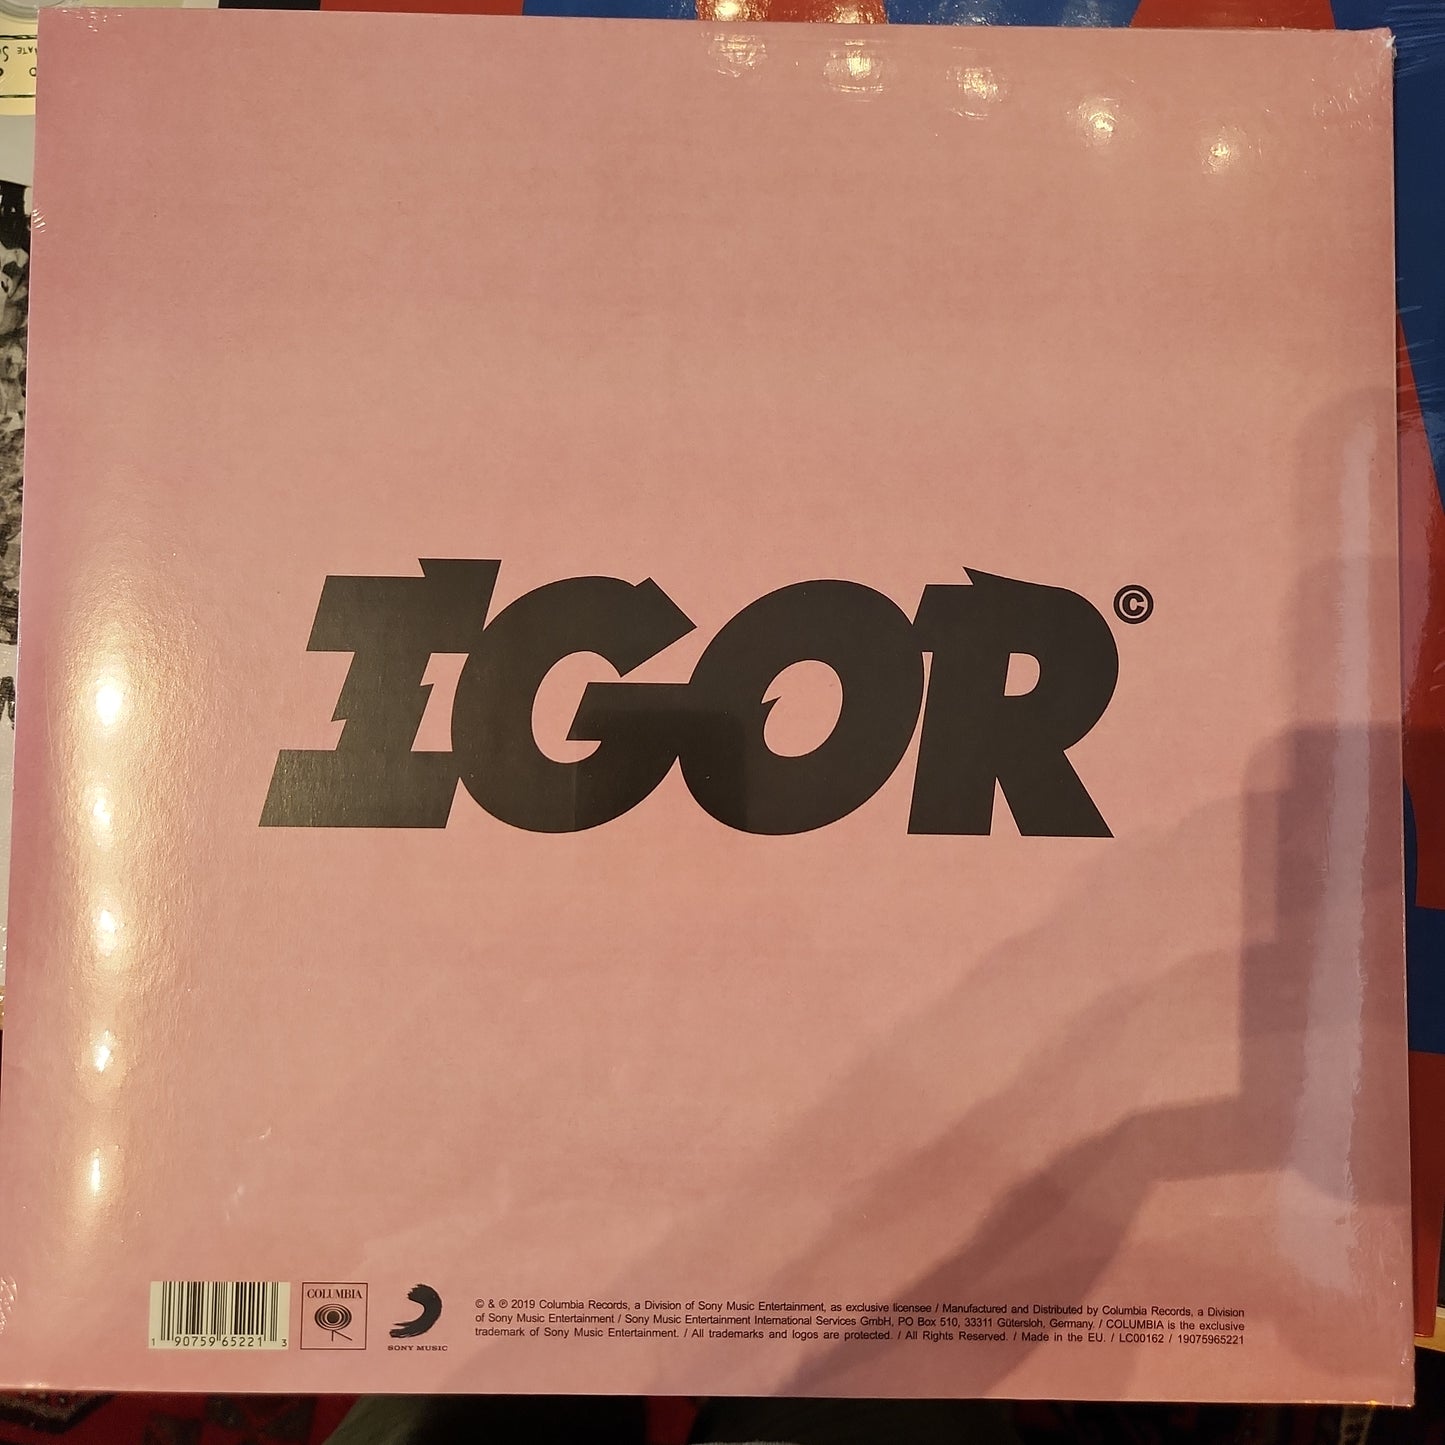 IGOR©
1 90759 65221 3
COLUMBIA
SONY MUSIC
© & ℗ 2019 Columbia Records, a Division of Sony Music Entertainment, as exclusive licensee / Manufactured and Distributed by Columbia Records, a Division
of Sony Music Entertainment / Sony Music Entertainment International Services GmbH, PO Box 510, 33311 Gütersloh, Germany. / COLUMBIA is the exclusive
trademark of Sony Music Entertainment. / All trademarks and logos are protected. / All Rights Reserved. / Made in the EU. / LC00162 / 19075965221